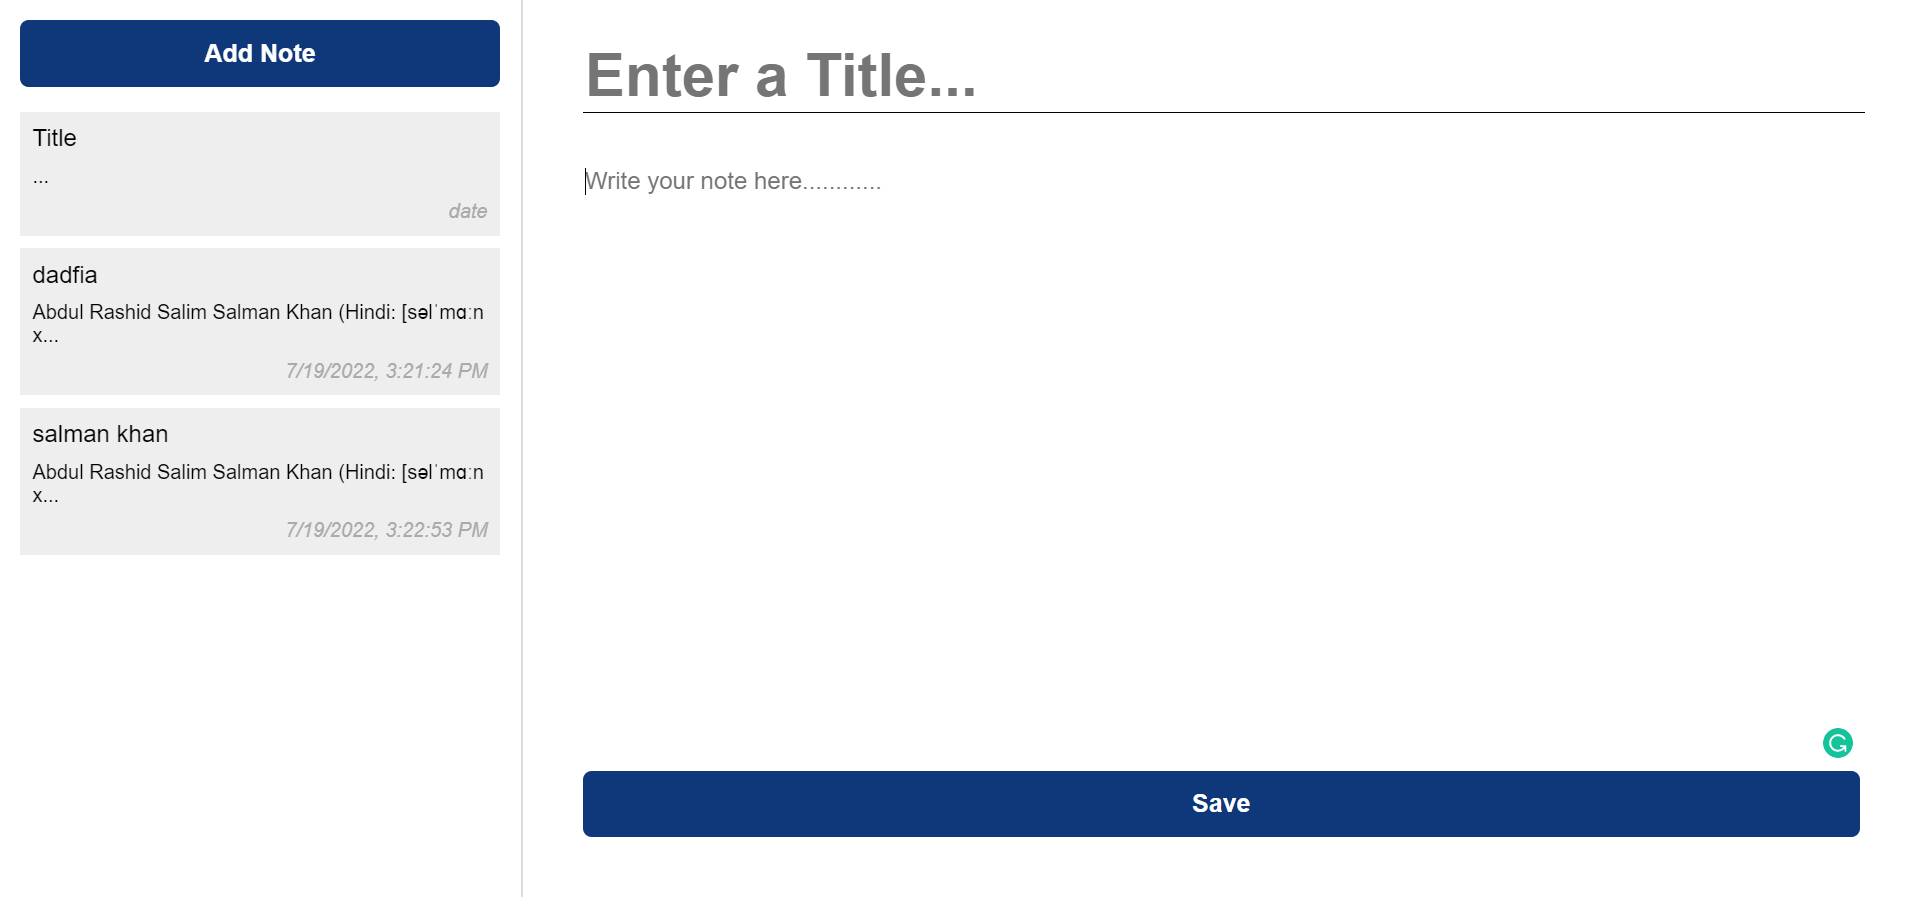 Add Note
Title
...
date
dadfia
Abdul Rashid Salim Salman Khan (Hindi: [səlˈmɑːn
x...
7/19/2022, 3:21:24 PM
salman khan
Abdul Rashid Salim Salman Khan (Hindi: [səlˈmɑːn
x...
7/19/2022, 3:22:53 PM
Enter a Title...
Write your note here............
Save